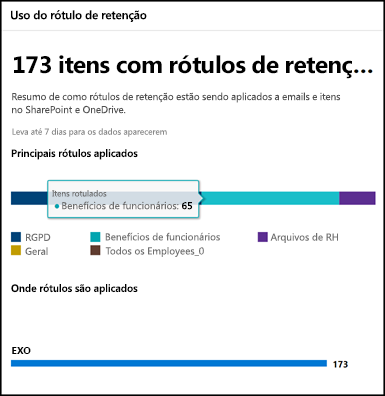 Uso do rótulo de retenção
173 itens com rótulos de retenç...
Resumo de como rótulos de retenção estão sendo aplicados a emails e itens
no SharePoint e OneDrive.
Leva até 7 dias para os dados aparecerem
Principais rótulos aplicados
Itens rotulados
Benefícios de funcionários: 65
RGPD
Benefícios de funcionários
Arquivos de RH
Geral
Todos os Employees_0
Onde rótulos são aplicados
EXO
173